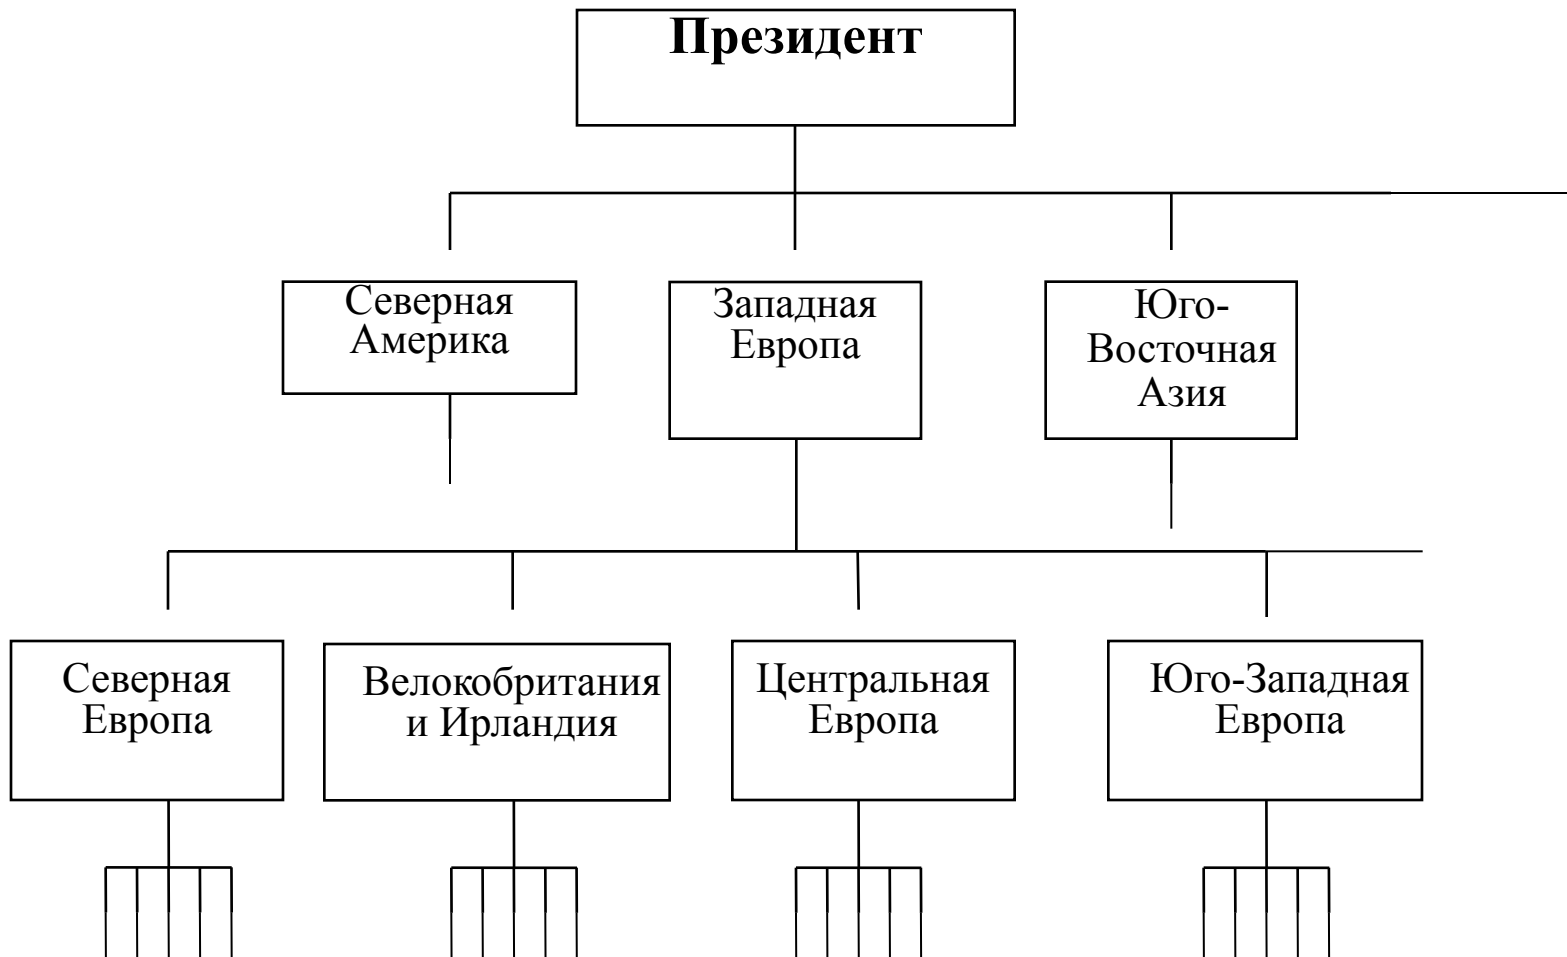 Президент
Северная
Америка
Западная
Европа
Юго-
Восточная
Азия
Северная
Европа
Велокобритания
и Ирландия
Центральная
Европа
Юго-Западная
Европа